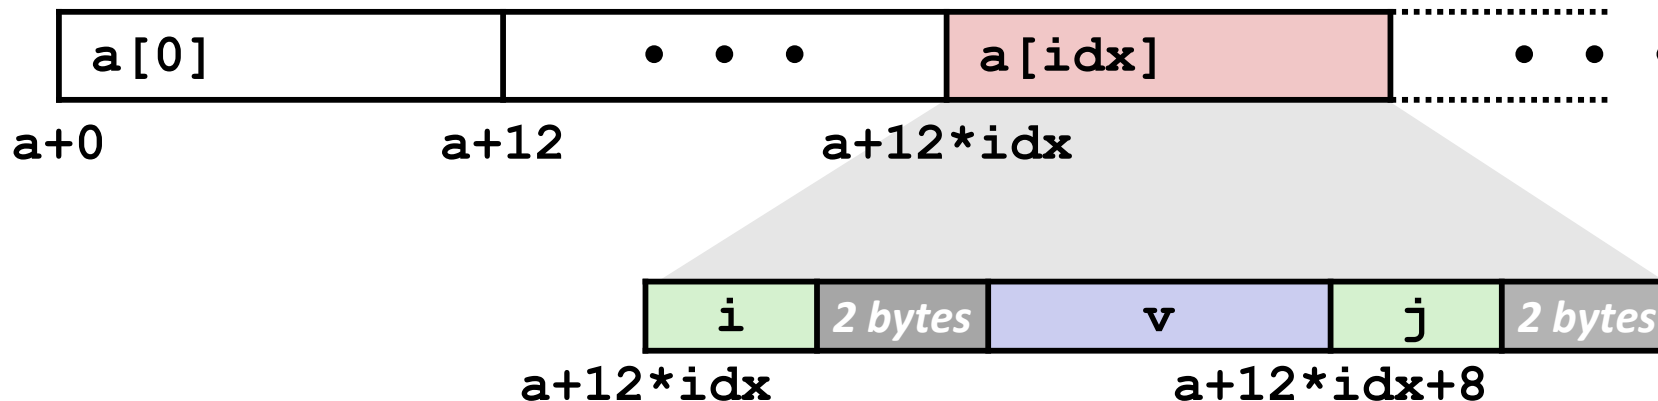 a[0] • • • a[idx] • • •
a+0 a+12 a+12*idx
i 2 bytes v j 2 bytes
a+12*idx a+12*idx+8